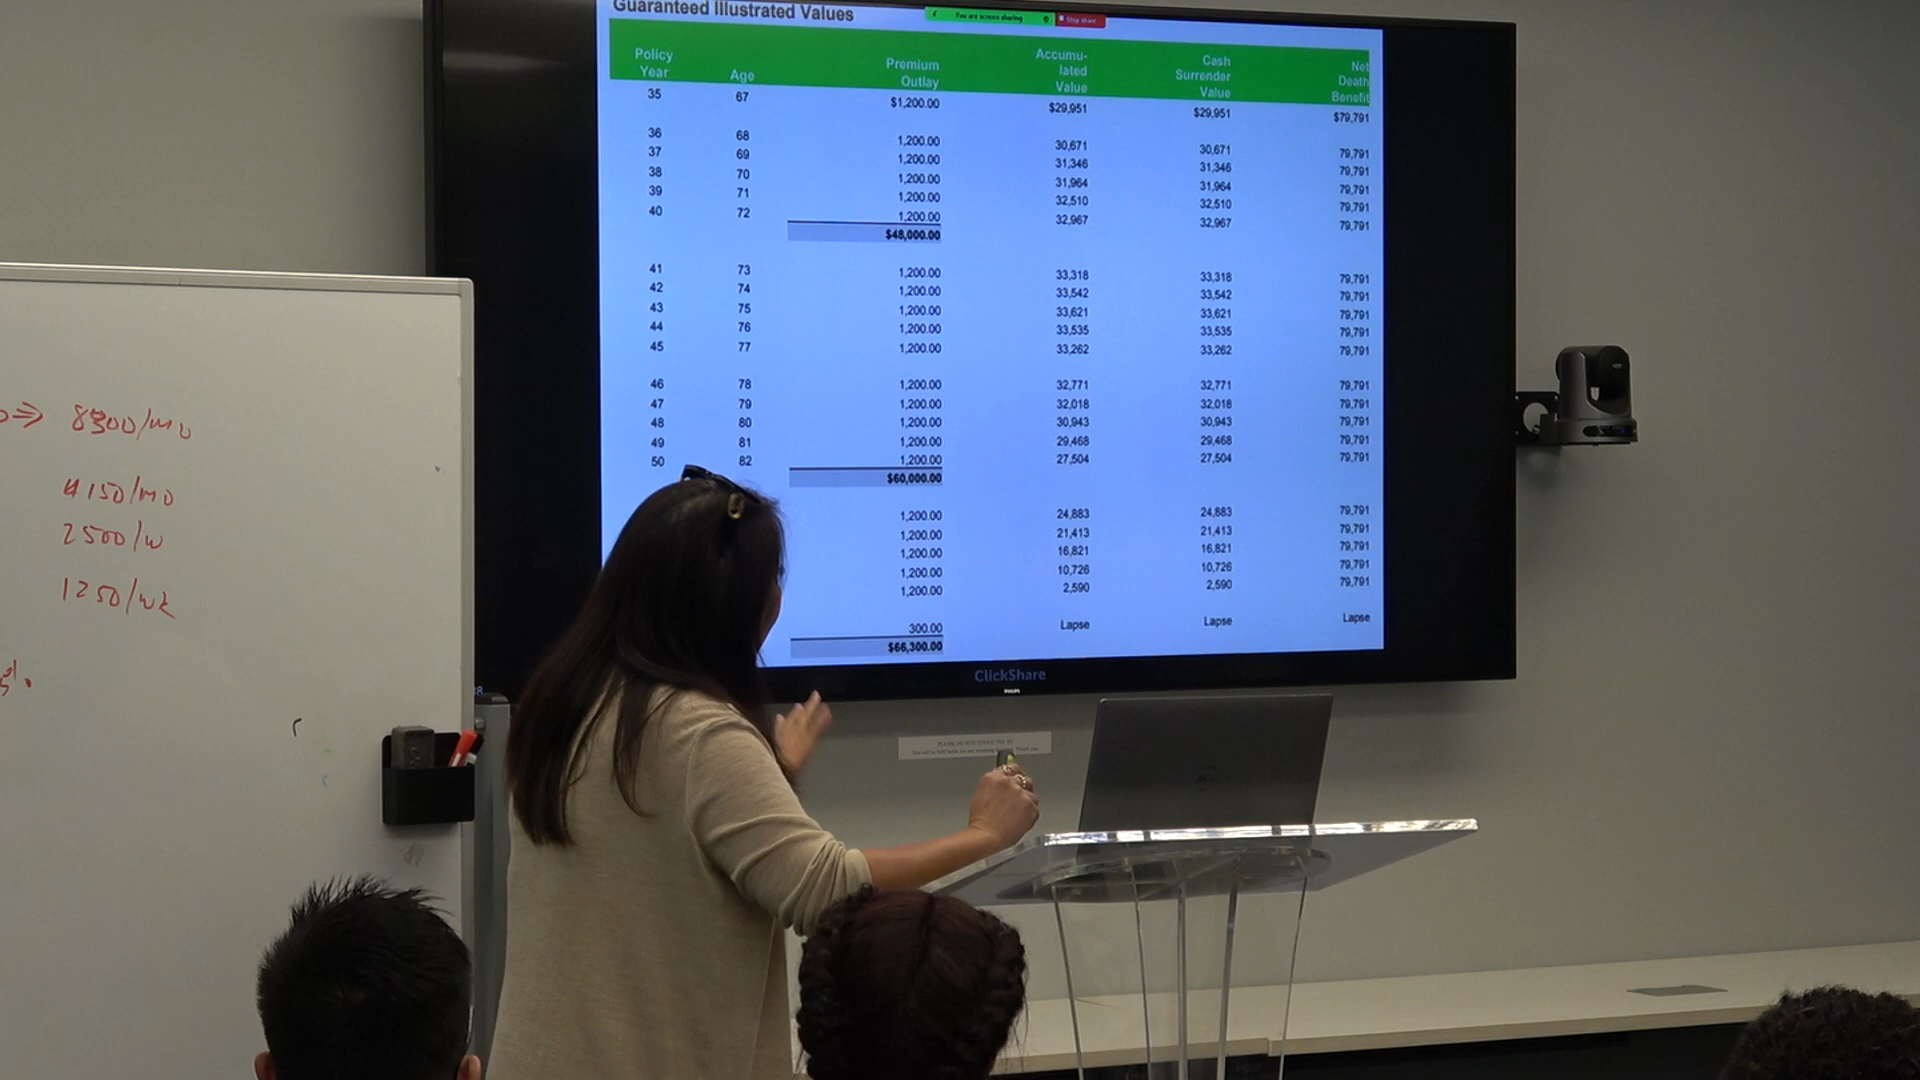 Guaranteed Illustrated Values
You are screen sharing Stop share
Policy Year Age Premium Outlay Accumu-lated Value Cash Surrender Value Net Death Benefit
35 67 $1,200.00 $29,951 $29,951 $79,791
36 68 1,200.00 30,671 30,671 79,791
37 69 1,200.00 31,346 31,346 79,791
38 70 1,200.00 31,964 31,964 79,791
39 71 1,200.00 32,510 32,510 79,791
40 72 1,200.00 32,967 32,967 79,791
$48,000.00
41 73 1,200.00 33,318 33,318 79,791
42 74 1,200.00 33,542 33,542 79,791
43 75 1,200.00 33,621 33,621 79,791
44 76 1,200.00 33,535 33,535 79,791
45 77 1,200.00 33,262 33,262 79,791
46 78 1,200.00 32,771 32,771 79,791
47 79 1,200.00 32,018 32,018 79,791
48 80 1,200.00 30,943 30,943 79,791
49 81 1,200.00 29,468 29,468 79,791
50 82 1,200.00 27,504 27,504 79,791
$60,000.00
1,200.00 24,883 24,883 79,791
1,200.00 21,413 21,413 79,791
1,200.00 16,821 16,821 79,791
1,200.00 10,726 10,726 79,791
1,200.00 2,590 2,590 79,791
300.00 Lapse Lapse Lapse
$66,300.00
ClickShare
PHILIPS
8300/mo
4150/mo
2500/w
1250/wk